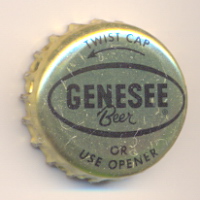 TWIST CAP
GENESEE
Beer
OR
USE OPENER